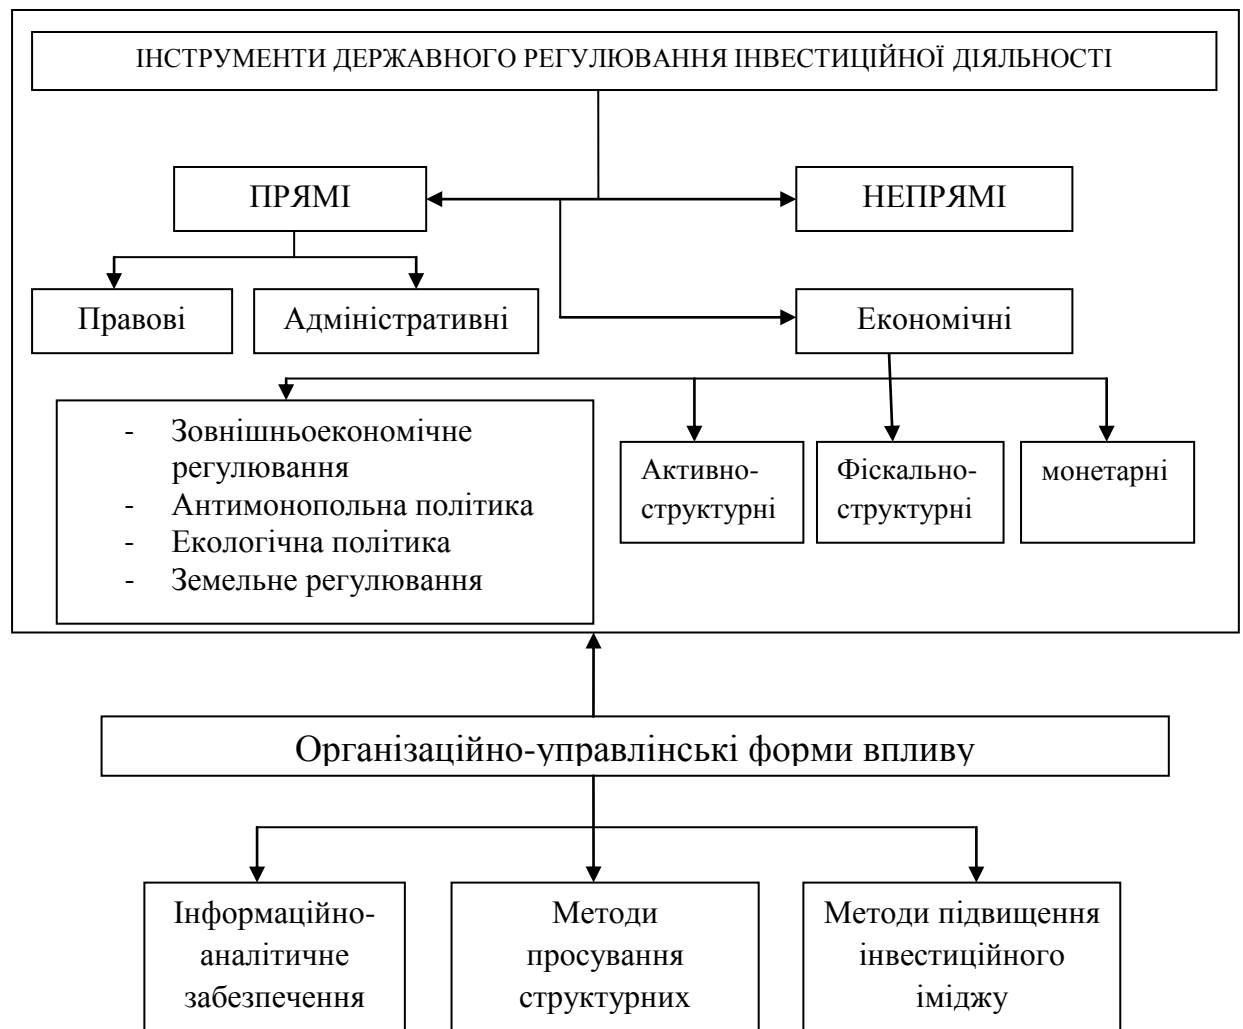 ІНСТРУМЕНТИ ДЕРЖАВНОГО РЕГУЛЮВАННЯ ІНВЕСТИЦІЙНОЇ ДІЯЛЬНОСТІ
ПРЯМІ
НЕПРЯМІ
Правові
Адміністративні
Економічні
- Зовнішньоекономічне
регулювання
- Антимонопольна політика
- Екологічна політика
- Земельне регулювання
Активно-
структурні
Фіскально-
структурні
монетарні
Організаційно-управлінські форми впливу
Інформаційно-
аналітичне
забезпечення
Методи
просування
структурних
Методи підвищення
інвестиційного
іміджу